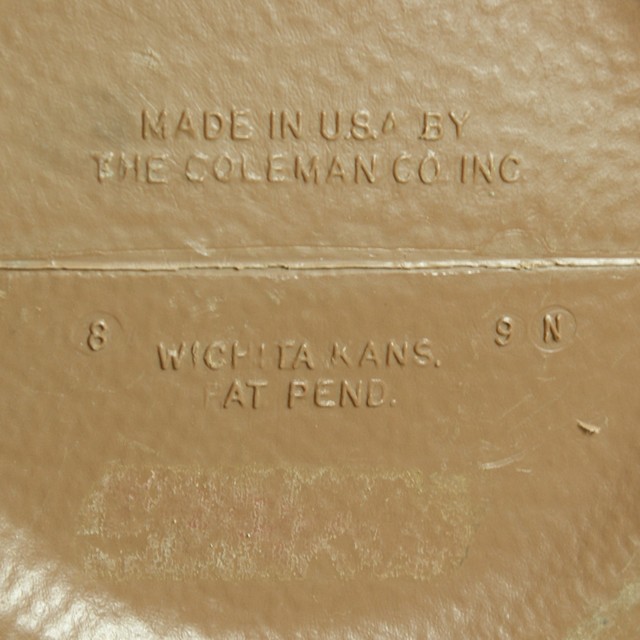 MADE IN U.S.A BY
THE COLEMAN CO INC
8 WICHITA KANS. 9 N
PAT PEND.